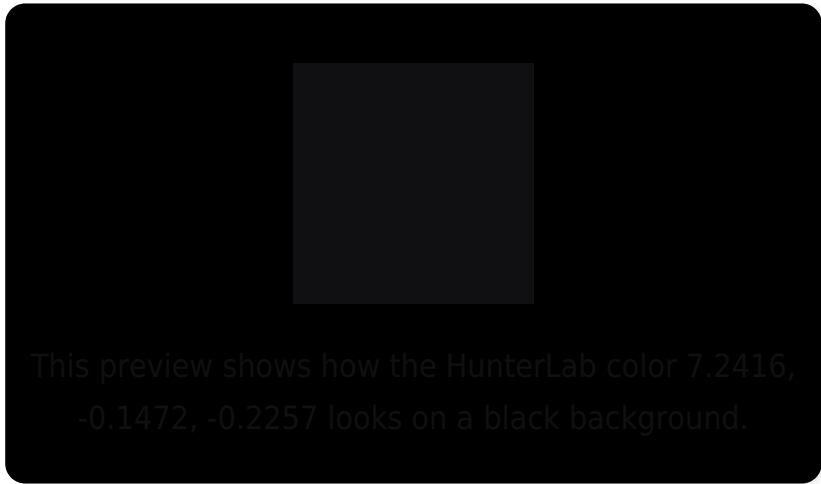 This preview shows how the HunterLab color 7.2416,
-0.1472, -0.2257 looks on a black background.